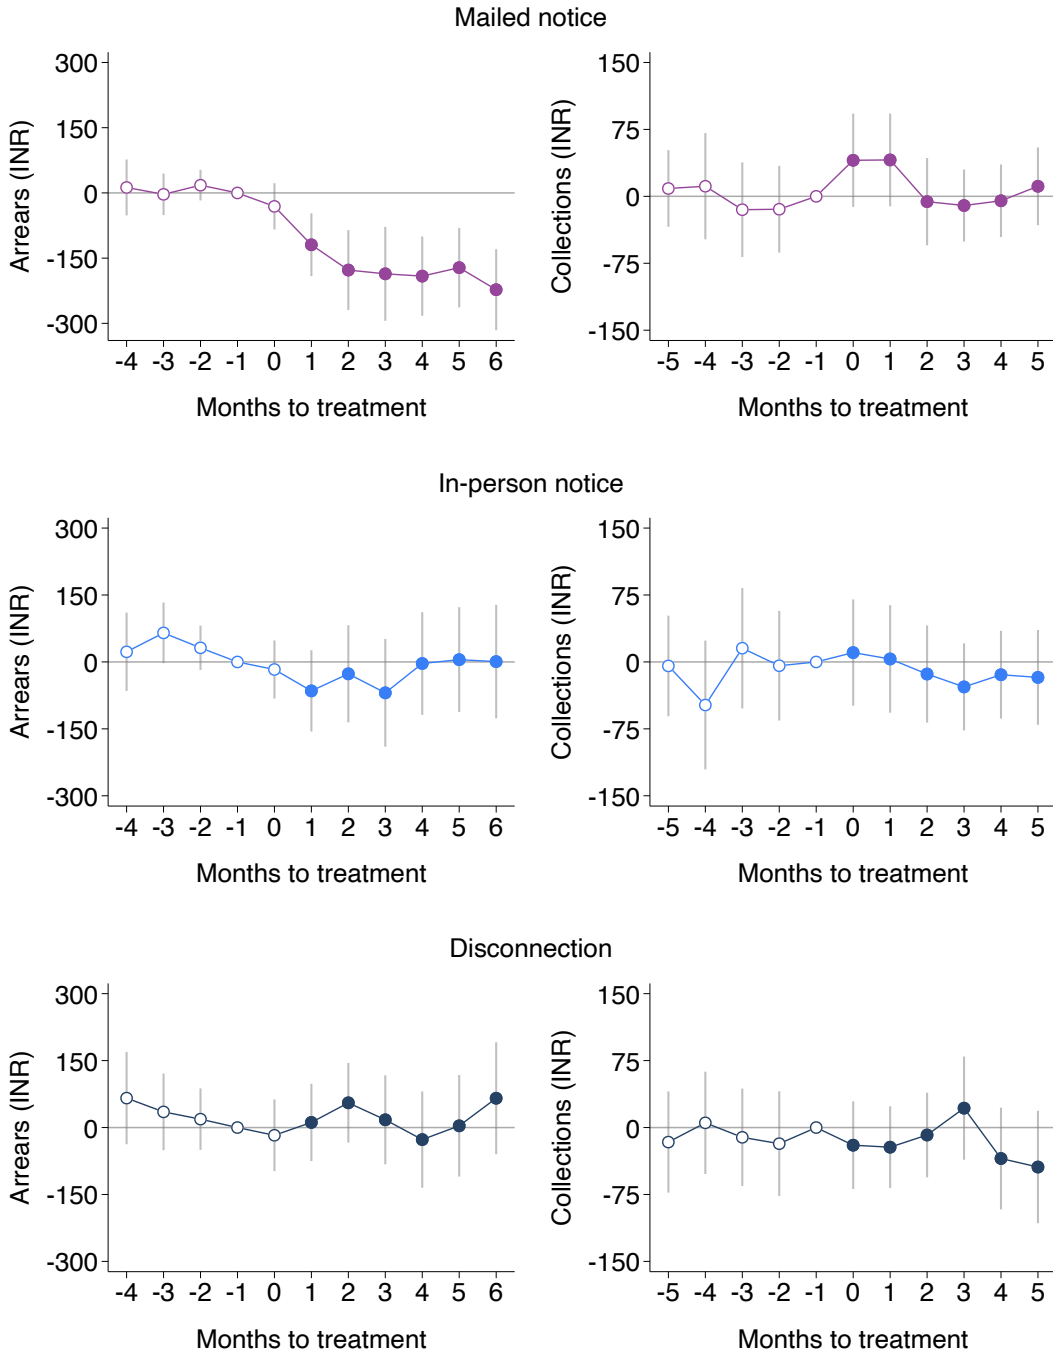 Mailed notice
Arrears (INR)
300
150
0
-150
-300
-4 -3 -2 -1 0 1 2 3 4 5 6
Months to treatment
Collections (INR)
150
75
0
-75
-150
-5 -4 -3 -2 -1 0 1 2 3 4 5
Months to treatment
In-person notice
Arrears (INR)
300
150
0
-150
-300
-4 -3 -2 -1 0 1 2 3 4 5 6
Months to treatment
Collections (INR)
150
75
0
-75
-150
-5 -4 -3 -2 -1 0 1 2 3 4 5
Months to treatment
Disconnection
Arrears (INR)
300
150
0
-150
-300
-4 -3 -2 -1 0 1 2 3 4 5 6
Months to treatment
Collections (INR)
150
75
0
-75
-150
-5 -4 -3 -2 -1 0 1 2 3 4 5
Months to treatment